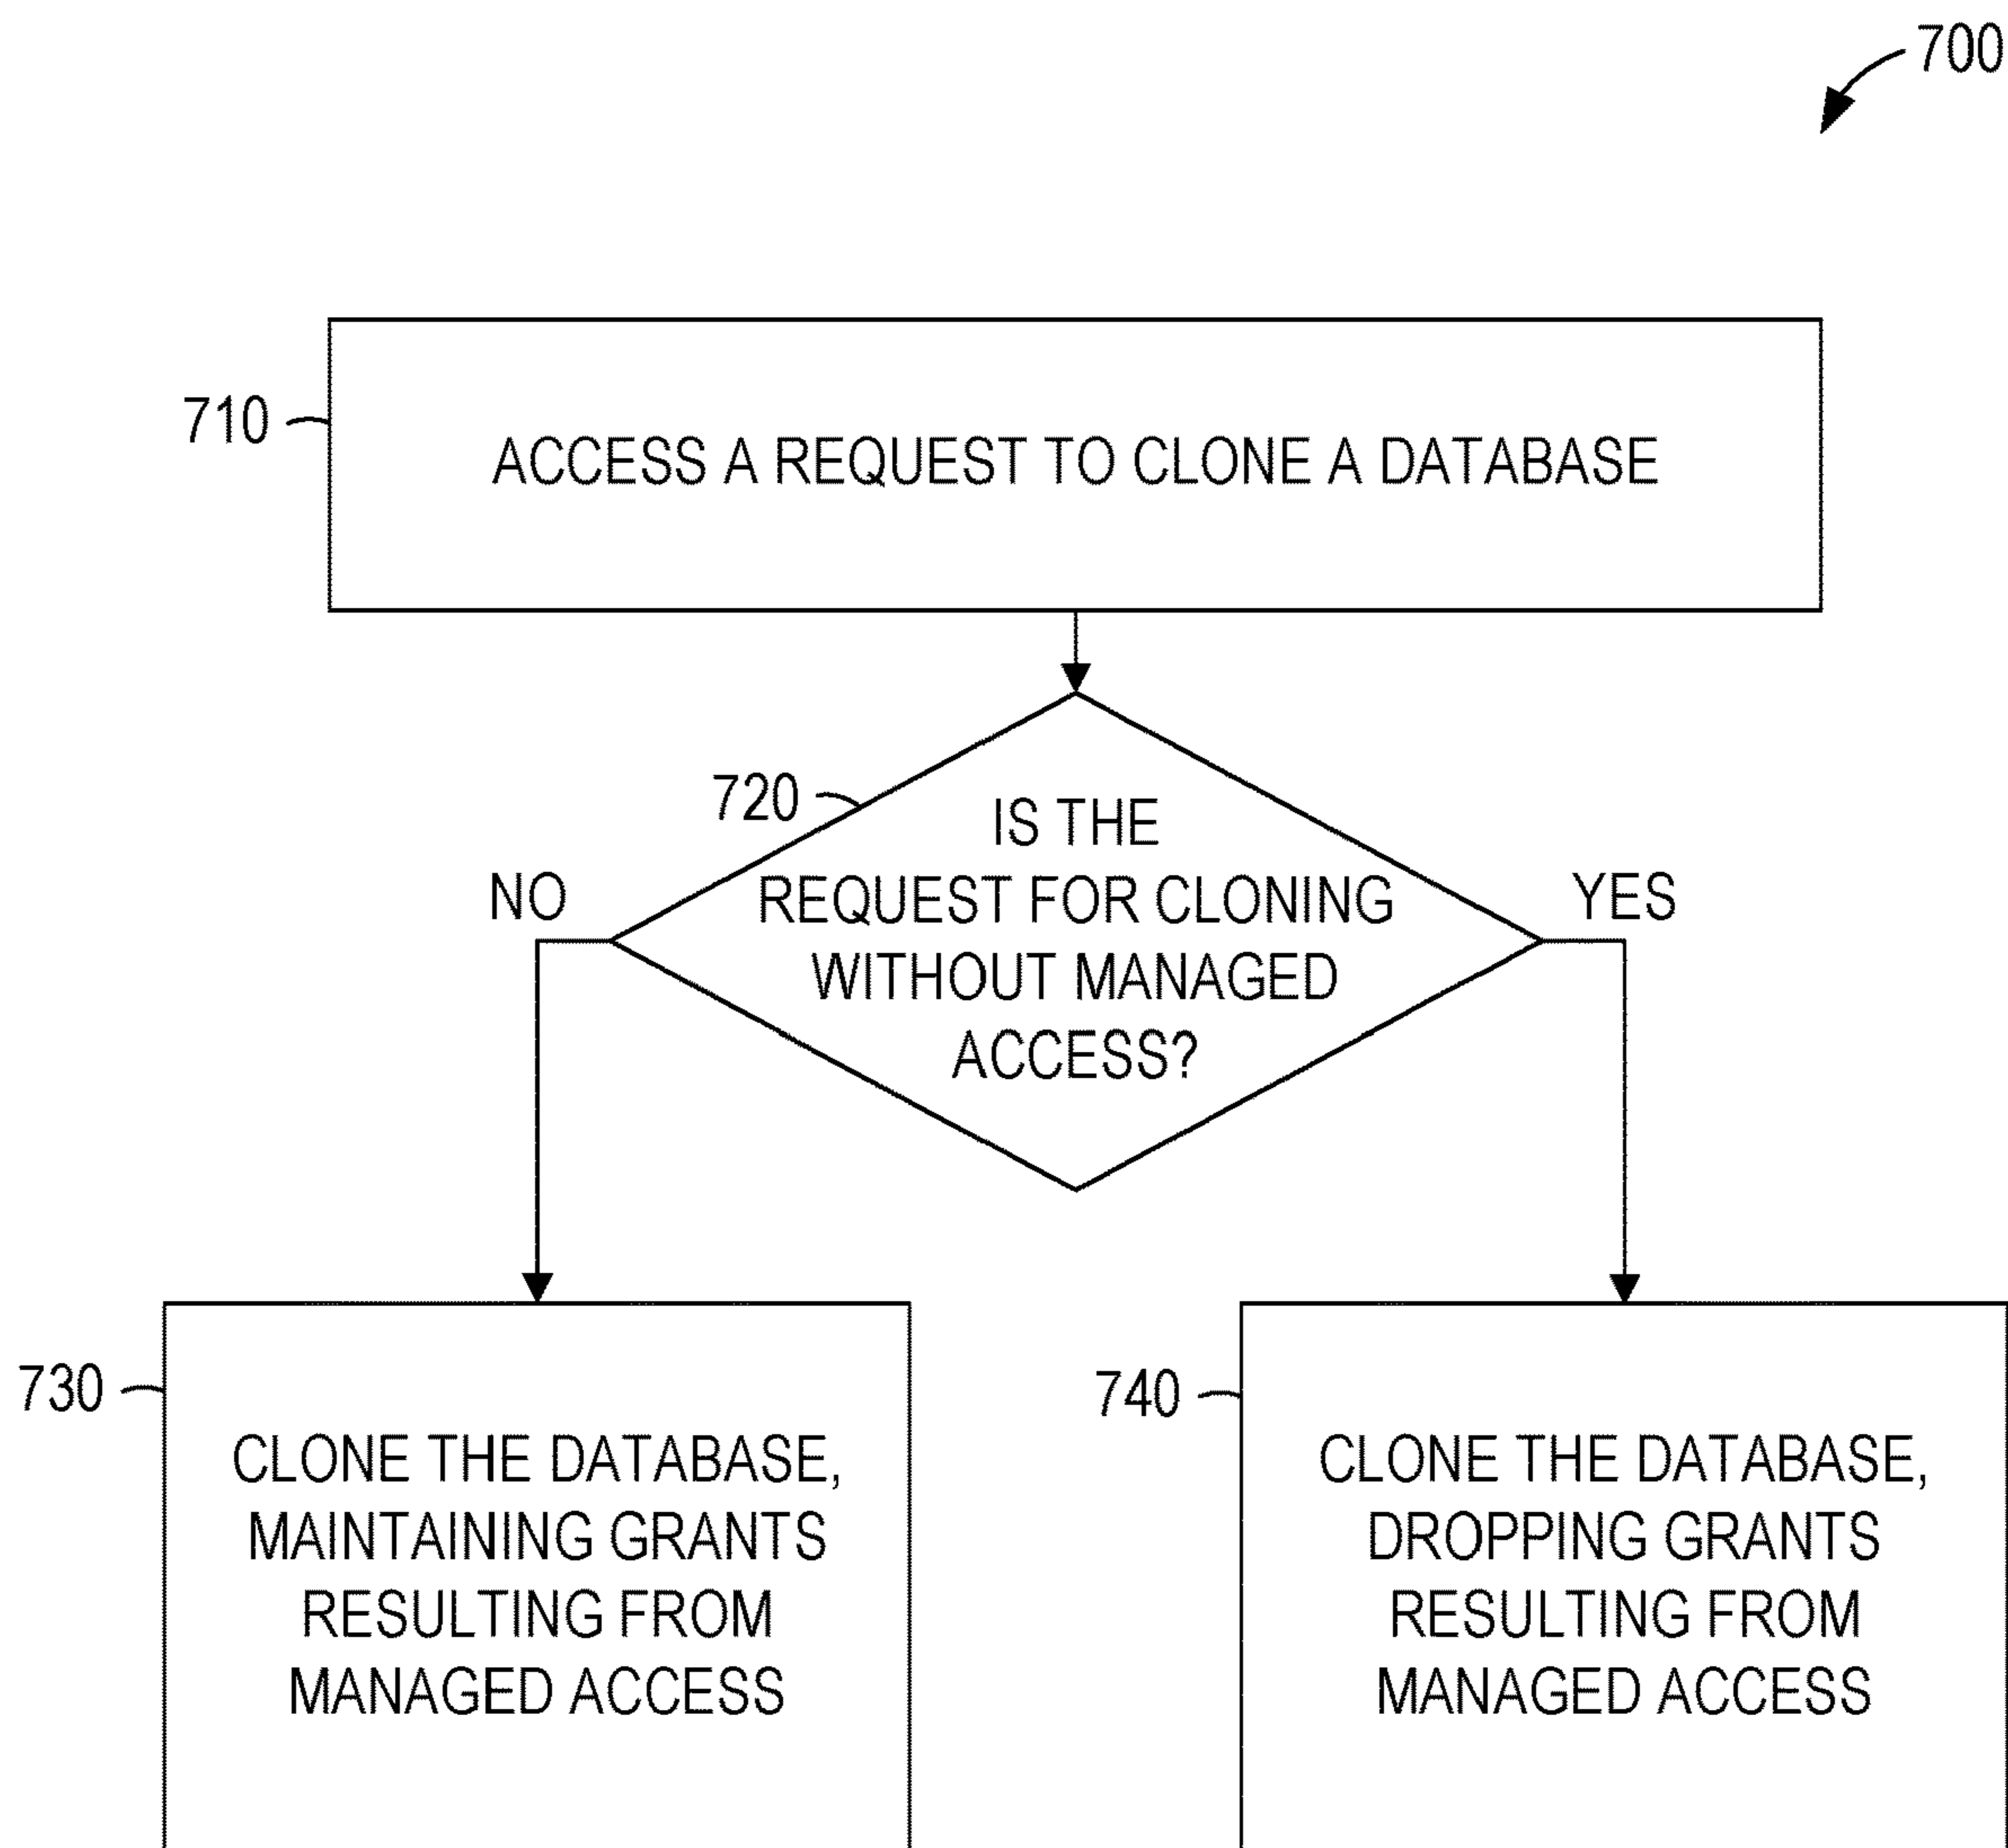 700
710
ACCESS A REQUEST TO CLONE A DATABASE
720
IS THE
REQUEST FOR CLONING
WITHOUT MANAGED
ACCESS?
NO
YES
730
CLONE THE DATABASE,
MAINTAINING GRANTS
RESULTING FROM
MANAGED ACCESS
740
CLONE THE DATABASE,
DROPPING GRANTS
RESULTING FROM
MANAGED ACCESS